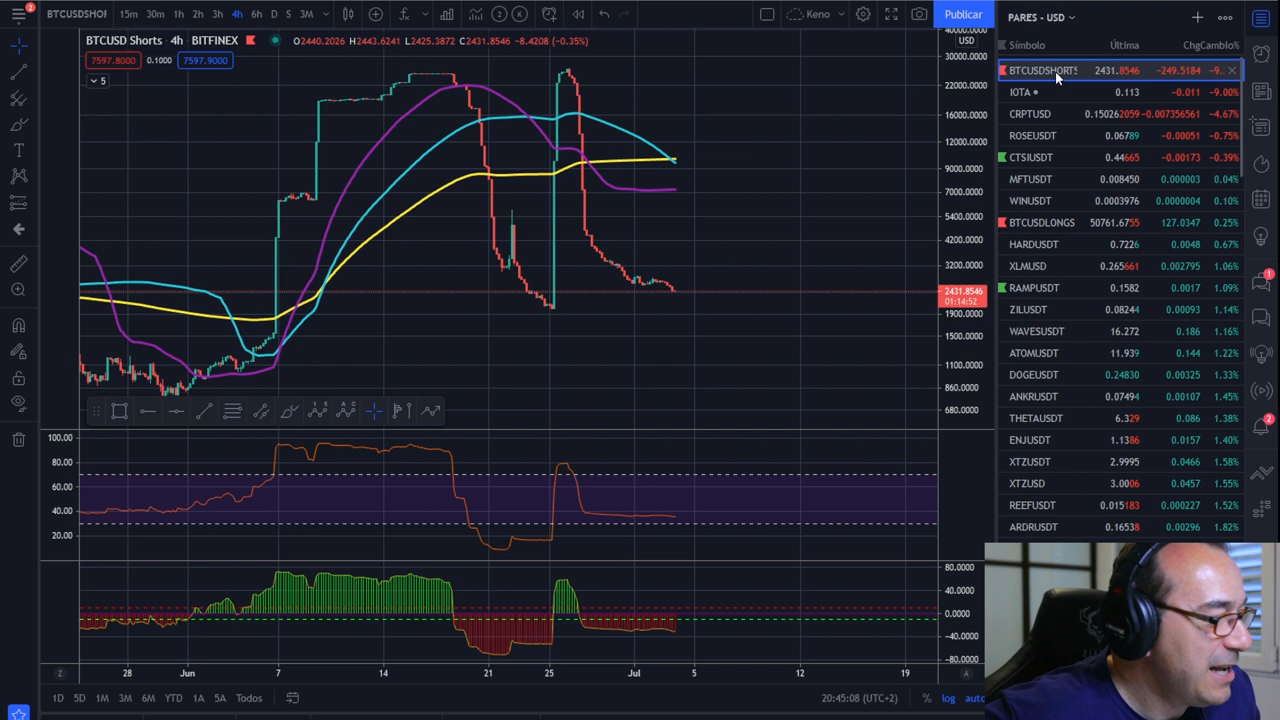 2
BTCUSDSHOF 15m 30m 1h 2h 3h 4h 6h D S 3M 2 K Keno Publicar
PARES - USD
BTCUSD Shorts · 4h BITFINEX O2440.2026 H2443.6241 L2425.3872 C2431.8546 −8.4208 (−0.35%)
7597.8000 0.1000 7597.9000
5
USD
40000.0000
30000.0000
22000.0000
16000.0000
12000.0000
9000.0000
7000.0000
5400.0000
4200.0000
3200.0000
2431.8546
01:14:52
1900.0000
1500.0000
1100.0000
860.0000
680.0000
100.00
80.00
60.00
40.00
20.00
80.0000
40.0000
0.0000
−40.0000
−80.0000
Z 28 Jun 7 14 21 25 Jul 5 12 19 A
1D 5D 1M 3M 6M YTD 1A 5A Todos 20:45:08 (UTC+2) % log auto
Símbolo Última Chg Cambio%
BTCUSDSHORTS 2431.8546 −249.5184 −9.
IOTA 0.113 −0.011 −9.00%
CRPTUSD 0.150262059 −0.007356561 −4.67%
ROSEUSDT 0.06789 −0.00051 −0.75%
CTSIUSDT 0.44665 −0.00173 −0.39%
MFTUSDT 0.008450 0.000003 0.04%
WINUSDT 0.0003976 0.0000004 0.10%
BTCUSDLONGS 50761.6755 127.0347 0.25%
HARDUSDT 0.7226 0.0048 0.67%
XLMUSD 0.265661 0.002795 1.06%
RAMPUSDT 0.1582 0.0017 1.09%
ZILUSDT 0.08244 0.00093 1.14%
WAVESUSDT 16.272 0.186 1.16%
ATOMUSDT 11.939 0.144 1.22%
DOGEUSDT 0.24830 0.00325 1.33%
ANKRUSDT 0.07494 0.00107 1.45%
THETAUSDT 6.329 0.086 1.38%
ENJUSDT 1.1386 0.0157 1.40%
XTZUSDT 2.9995 0.0466 1.58%
XTZUSD 3.0006 0.0457 1.55%
REEFUSDT 0.015183 0.000227 1.52%
ARDRUSDT 0.16538 0.00296 1.82%
1
2